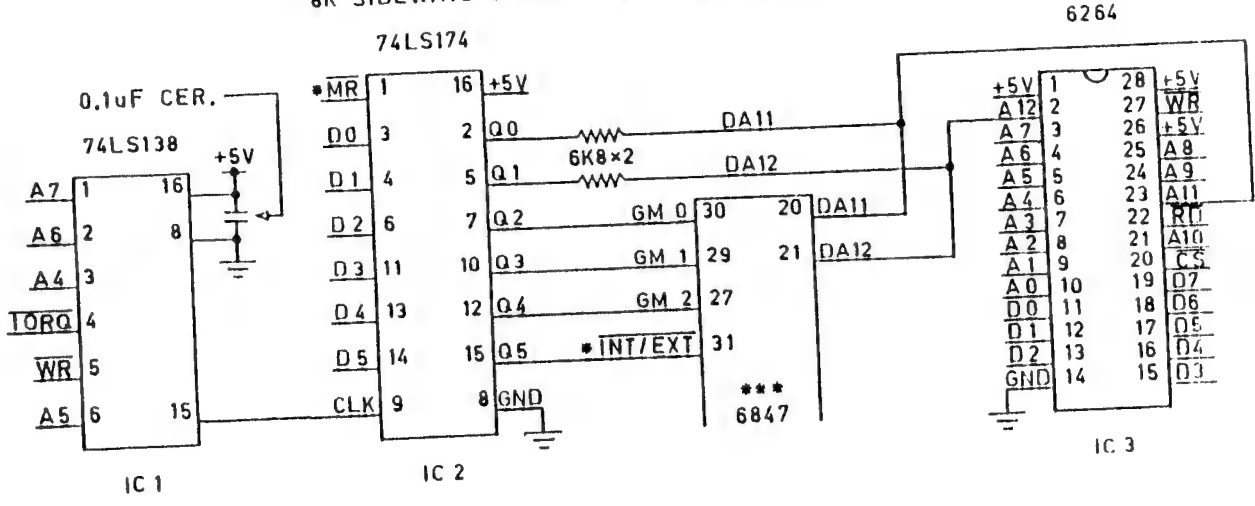 6264
74LS174
0.1uF CER.
74LS138
+5V
A7 1 16
A6 2 8
A4 3
IORQ 4
WR 5
A5 6 15
IC 1
*MR 1 16 +5V
D0 3 2 Q0
D1 4 5 Q1
D2 6 7 Q2
D3 11 10 Q3
D4 13 12 Q4
D5 14 15 Q5
CLK 9 8 GND
IC 2
DA11
6K8×2
DA12
GM 0 30 20 DA11
GM 1 29 21 DA12
GM 2 27
*INT/EXT 31
***
6847
+5V 1 28 +5V
A12 2 27 WR
A7 3 26 +5V
A6 4 25 A8
A5 5 24 A9
A4 6 23 A11
A3 7 22 RD
A2 8 21 A10
A1 9 20 CS
A0 10 19 D7
D0 11 18 D6
D1 12 17 D5
D2 13 16 D4
GND 14 15 D3
IC 3